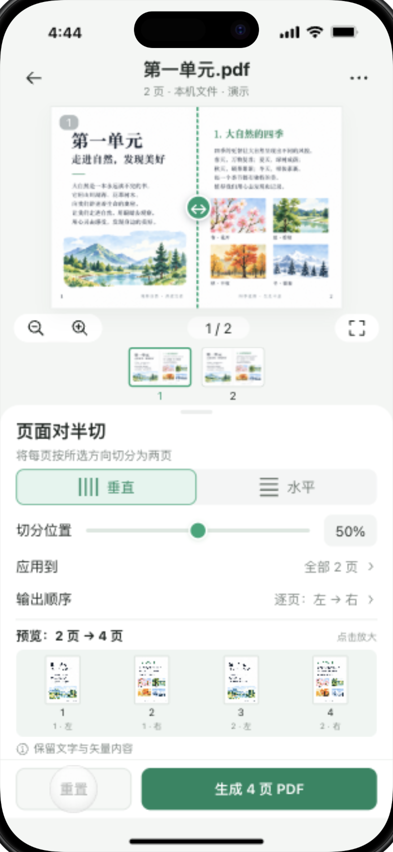 4:44
第一单元.pdf
2 页 · 本机文件 · 演示
1
第一单元
走进自然，发现美好
1. 大自然的四季
1 / 2
1
2
页面对半切
将每页按所选方向切分为两页
垂直
水平
切分位置
50%
应用到
全部 2 页
输出顺序
逐页：左 → 右
预览：2 页 → 4 页
点击放大
1
2
3
4
1 · 左
1 · 右
2 · 左
2 · 右
保留文字与矢量内容
重置
生成 4 页 PDF